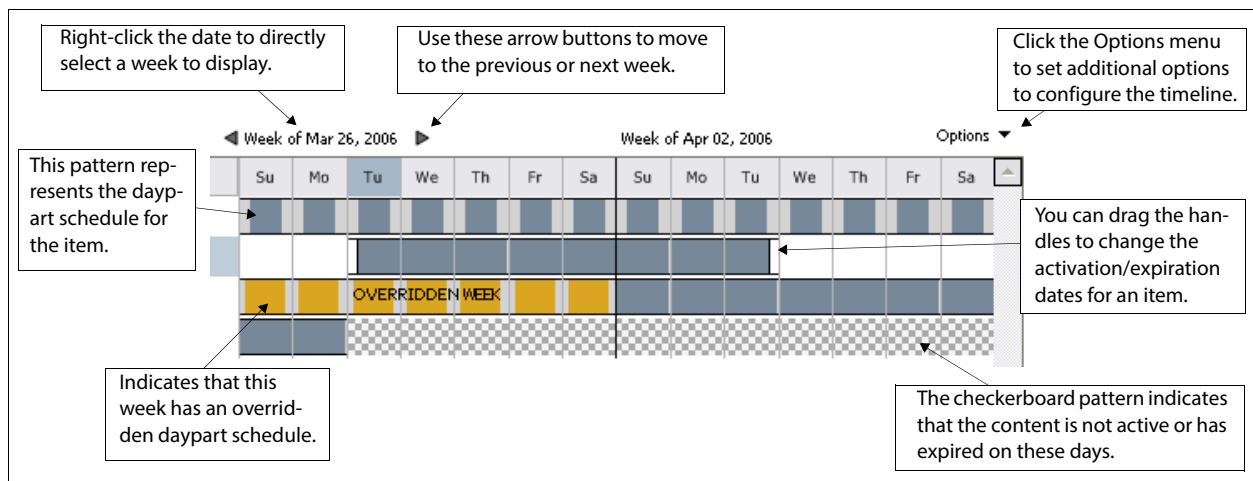 Right-click the date to directly
select a week to display.
Use these arrow buttons to move
to the previous or next week.
Click the Options menu
to set additional options
to configure the timeline.
Week of Mar 26, 2006
Week of Apr 02, 2006
Options
This pattern rep-
resents the dayp-
art schedule for
the item.
Su Mo Tu We Th Fr Sa Su Mo Tu We Th Fr Sa
You can drag the han-
dles to change the
activation/expiration
dates for an item.
OVERRIDDEN WEEK
Indicates that this
week has an overrid-
den daypart schedule.
The checkerboard pattern indicates
that the content is not active or has
expired on these days.